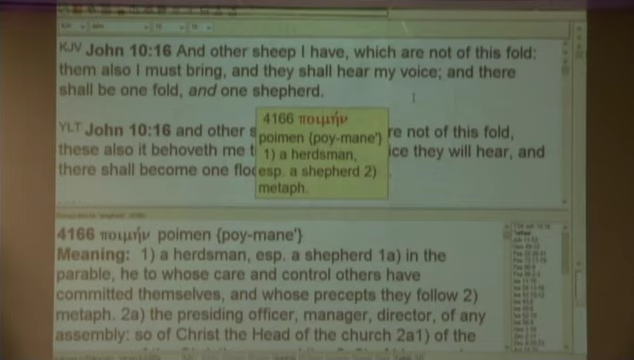 KJV John 10:16 And other sheep I have, which are not of this fold:
them also I must bring, and they shall hear my voice; and there
shall be one fold, and one shepherd.
4166 ποιμήν
poimen {poy-mane'}
1) a herdsman,
esp. a shepherd 2)
metaph.
YLT John 10:16 and other s re not of this fold,
these also it behoveth me t ice they will hear, and
there shall become one floc
4166 ποιμήν poimen {poy-mane'}
Meaning: 1) a herdsman, esp. a shepherd 1a) in the
parable, he to whose care and control others have
committed themselves, and whose precepts they follow 2)
metaph. 2a) the presiding officer, manager, director, of any
assembly: so of Christ the Head of the church 2a1) of the